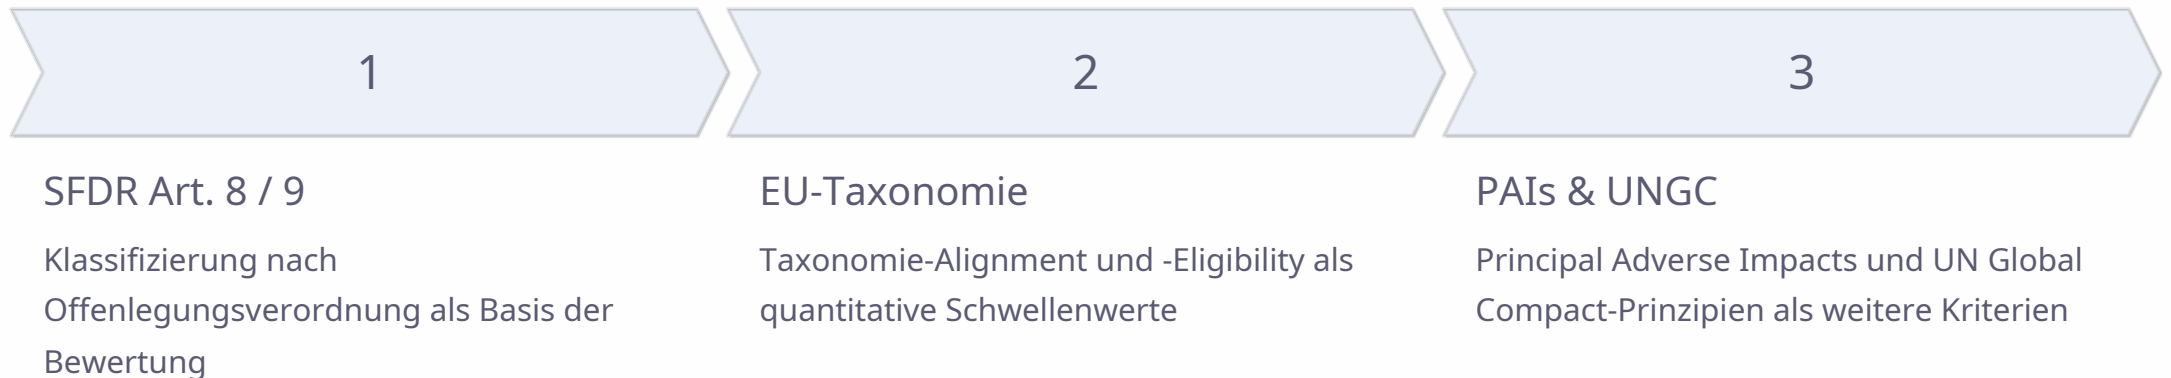 1
SFDR Art. 8 / 9
Klassifizierung nach
Offenlegungsverordnung als Basis der
Bewertung
2
EU-Taxonomie
Taxonomie-Alignment und -Eligibility als
quantitative Schwellenwerte
3
PAIs & UNGC
Principal Adverse Impacts und UN Global
Compact-Prinzipien als weitere Kriterien